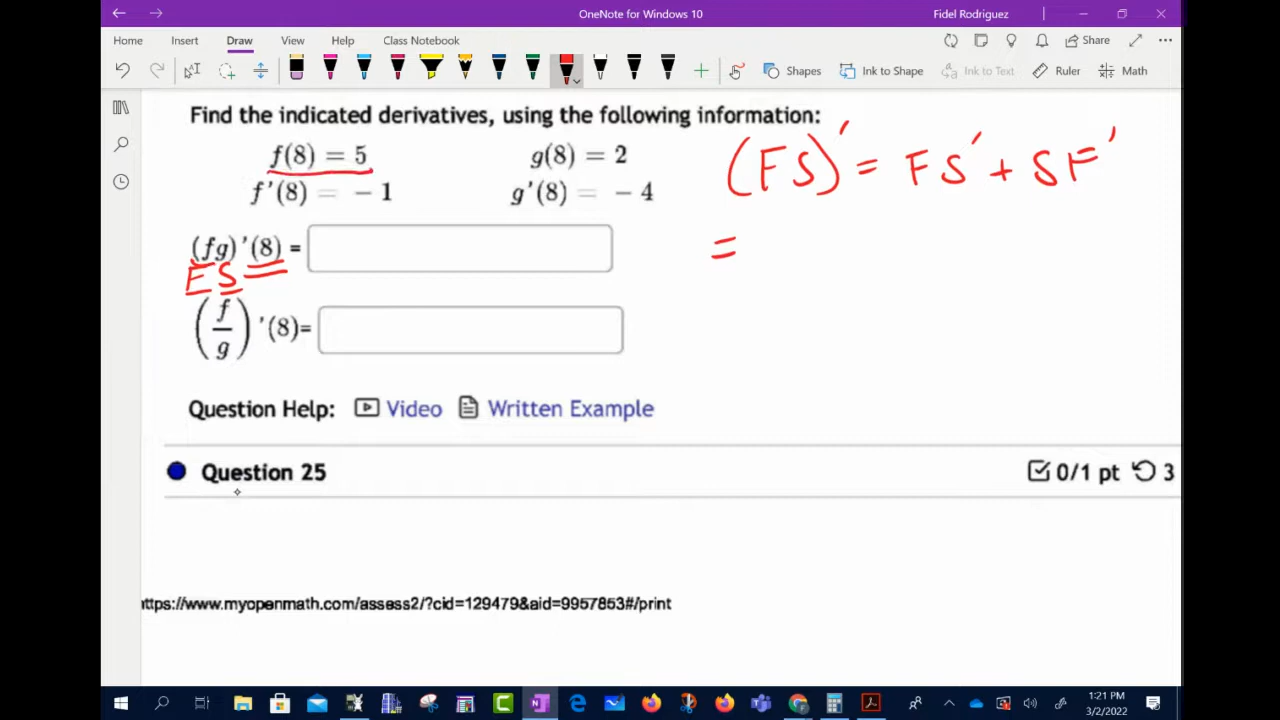 OneNote for Windows 10
Fidel Rodriguez
Home Insert Draw View Help Class Notebook
Share
Shapes Ink to Shape Ink to Text Ruler Math
Find the indicated derivatives, using the following information:
f(8) = 5 g(8) = 2
f'(8) = - 1 g'(8) = - 4
(FS)' = FS' + SF'
(fg)'(8) =
=
F S
(f/g)'(8)=
Question Help: Video Written Example
Question 25
0/1 pt 3
ttps://www.myopenmath.com/assess2/?cid=129479&aid=9957853#/print
1:21 PM
3/2/2022